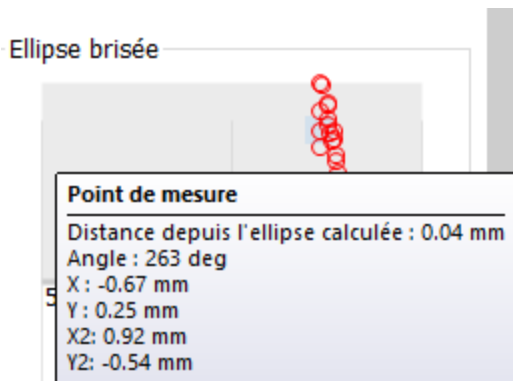 Ellipse brisée
Point de mesure
Distance depuis l'ellipse calculée : 0.04 mm
Angle : 263 deg
X : -0.67 mm
Y : 0.25 mm
X2: 0.92 mm
Y2: -0.54 mm
5